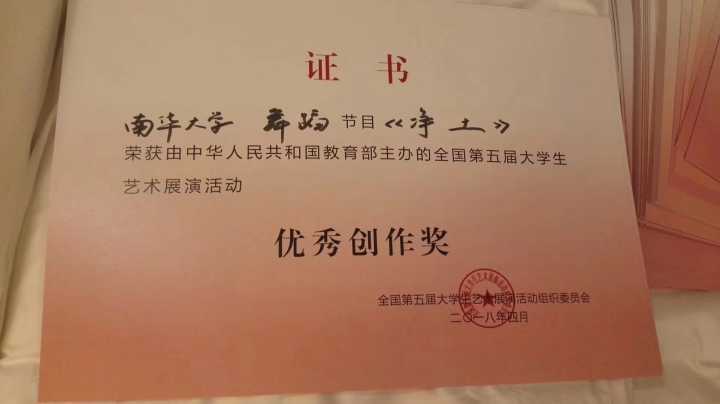 证书
南华大学 舞蹈 节目《净土》
荣获由中华人民共和国教育部主办的全国第五届大学生
艺术展演活动
优秀创作奖
全国第五届大学生艺术展演活动组织委员会
二〇一八年四月